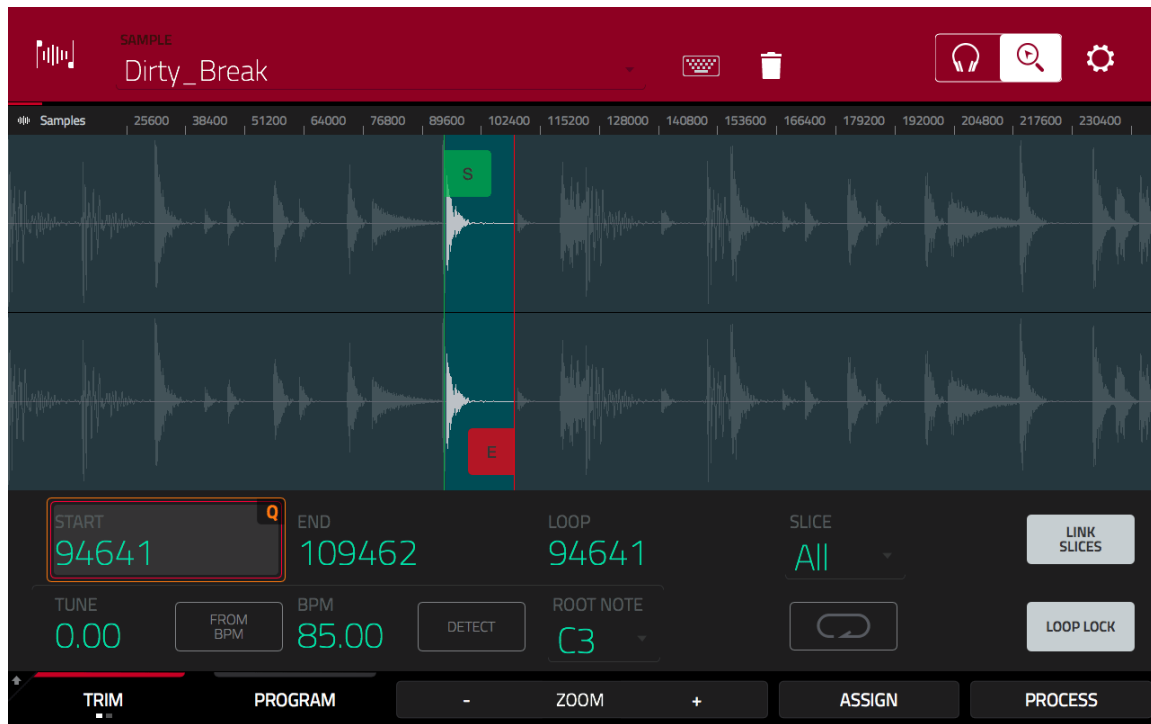 SAMPLE
Dirty_Break
Samples 25600 38400 51200 64000 76800 89600 102400 115200 128000 140800 153600 166400 179200 192000 204800 217600 230400
S
E
START Q END LOOP SLICE LINK SLICES
94641 109462 94641 All
TUNE FROM BPM BPM DETECT ROOT NOTE LOOP LOCK
0.00 85.00 C3
TRIM PROGRAM - ZOOM + ASSIGN PROCESS